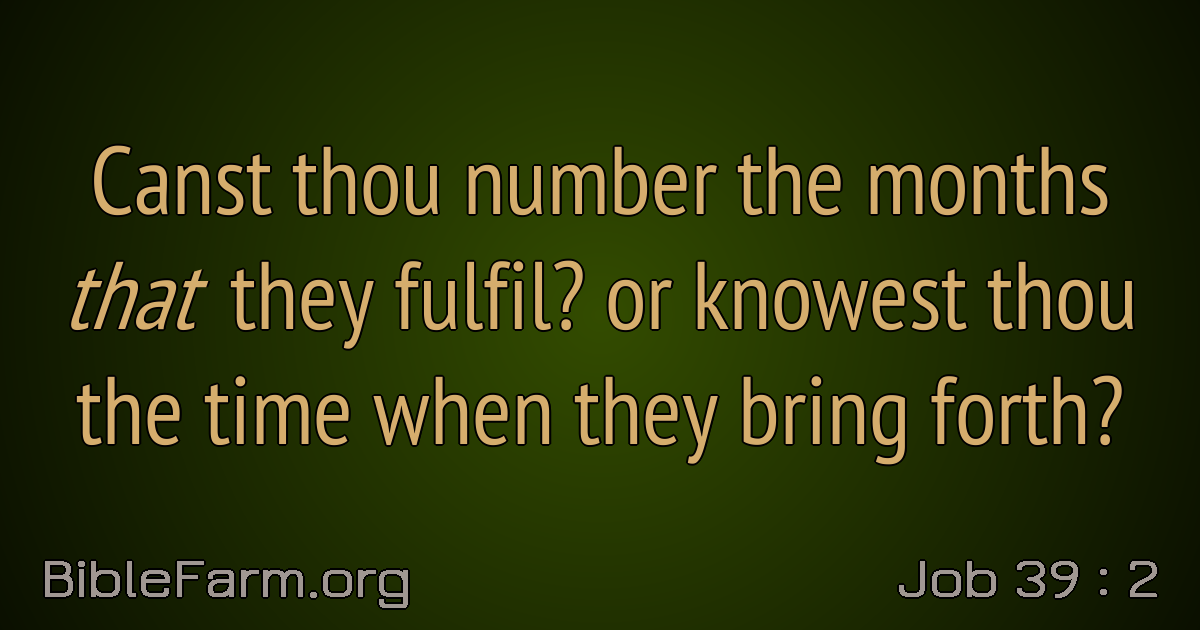 Canst thou number the months
that they fulfil? or knowest thou
the time when they bring forth?
BibleFarm.org
Job 39 : 2